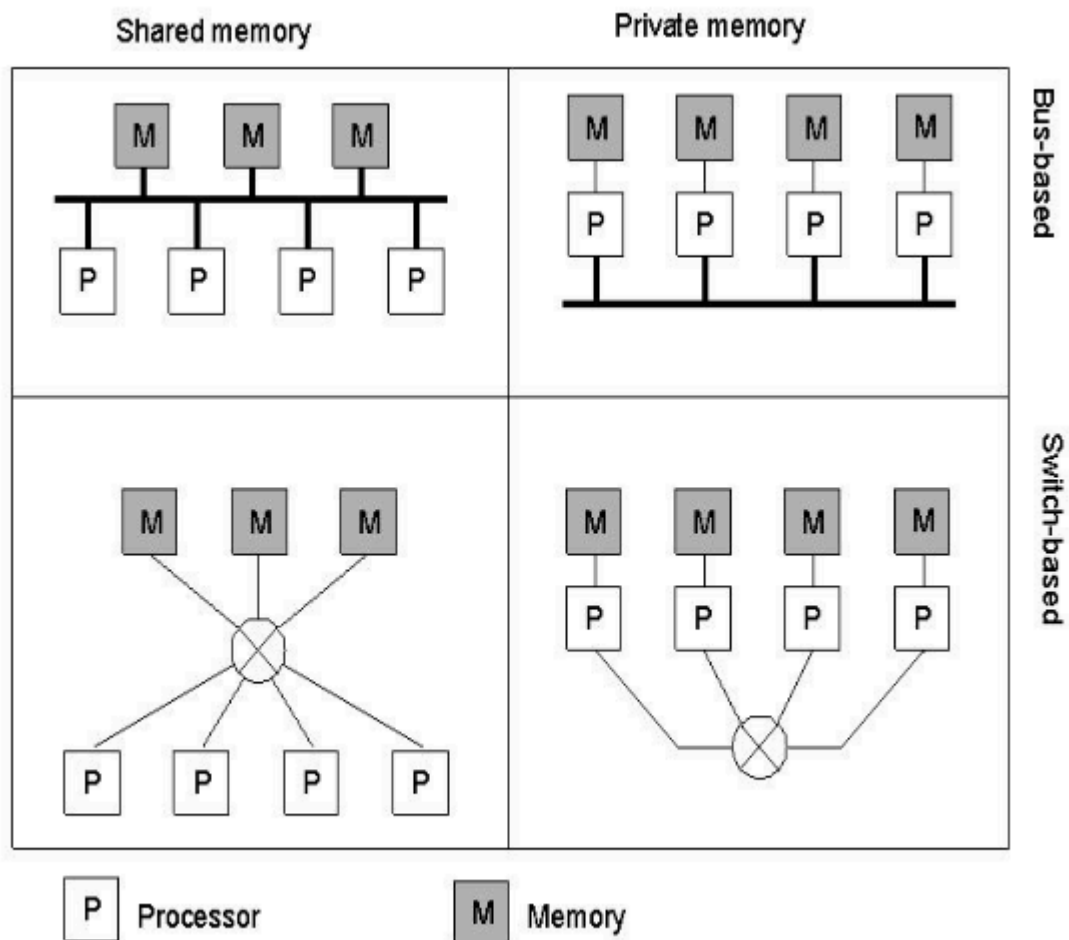 Shared memory
Private memory
M M M
P P P P
M M M M
P P P P
Bus-based
M M M
P P P P
M M M M
P P P P
Switch-based
P Processor
M Memory